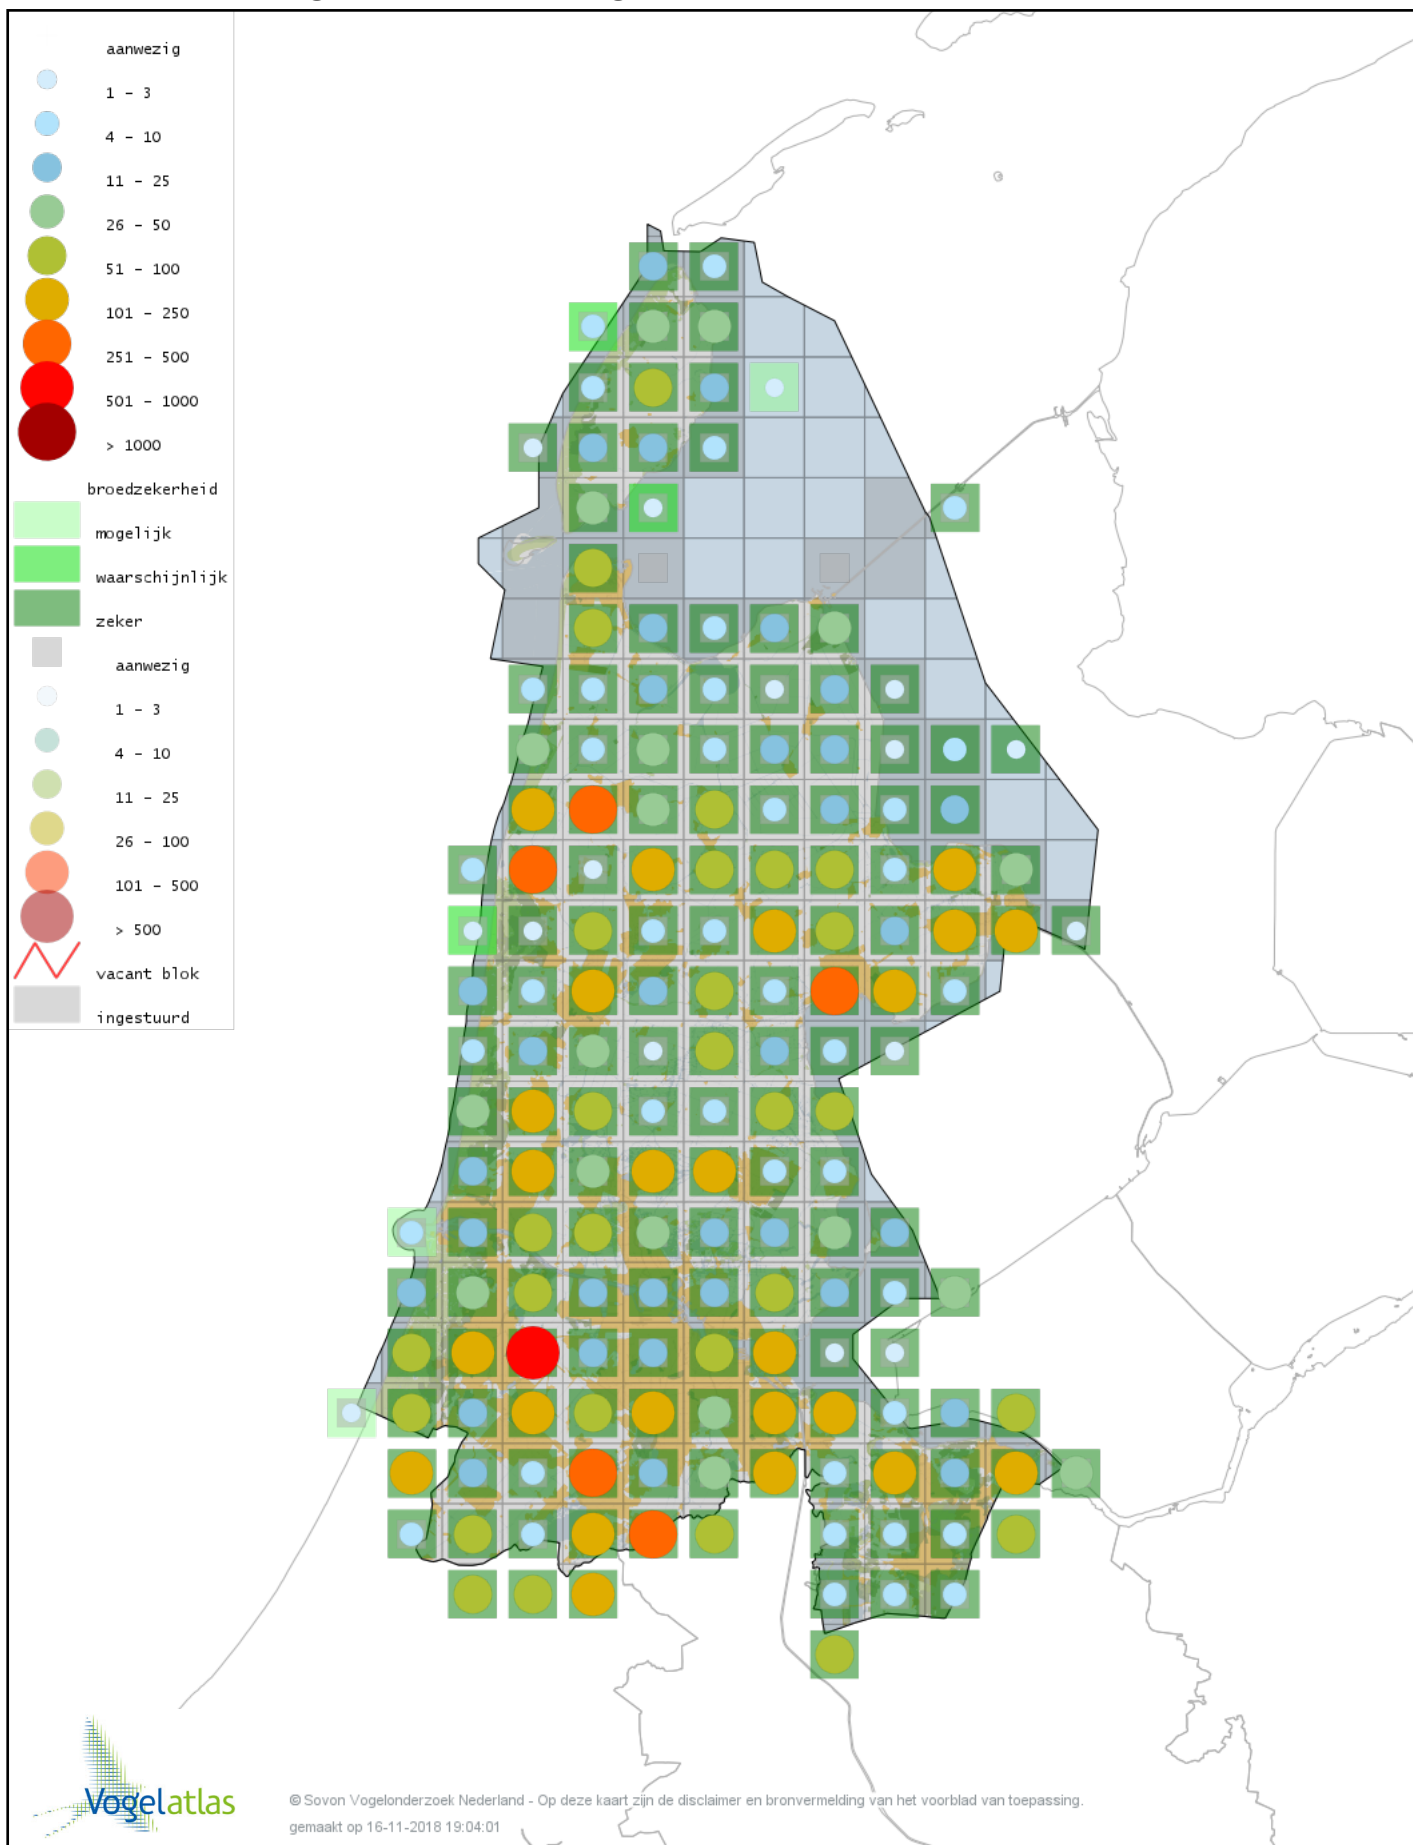 aanwezig
1 - 3
4 - 10
11 - 25
26 - 50
51 - 100
101 - 250
251 - 500
501 - 1000
> 1000
broedzekerheid
mogelijk
waarschijnlijk
zeker
aanwezig
1 - 3
4 - 10
11 - 25
26 - 100
101 - 500
> 500
vacant blok
ingestuurd
Vogelatlas
© Sovon Vogelonderzoek Nederland - Op deze kaart zijn de disclaimer en bronvermelding van het voorblad van toepassing.
gemaakt op 16-11-2018 19:04:01